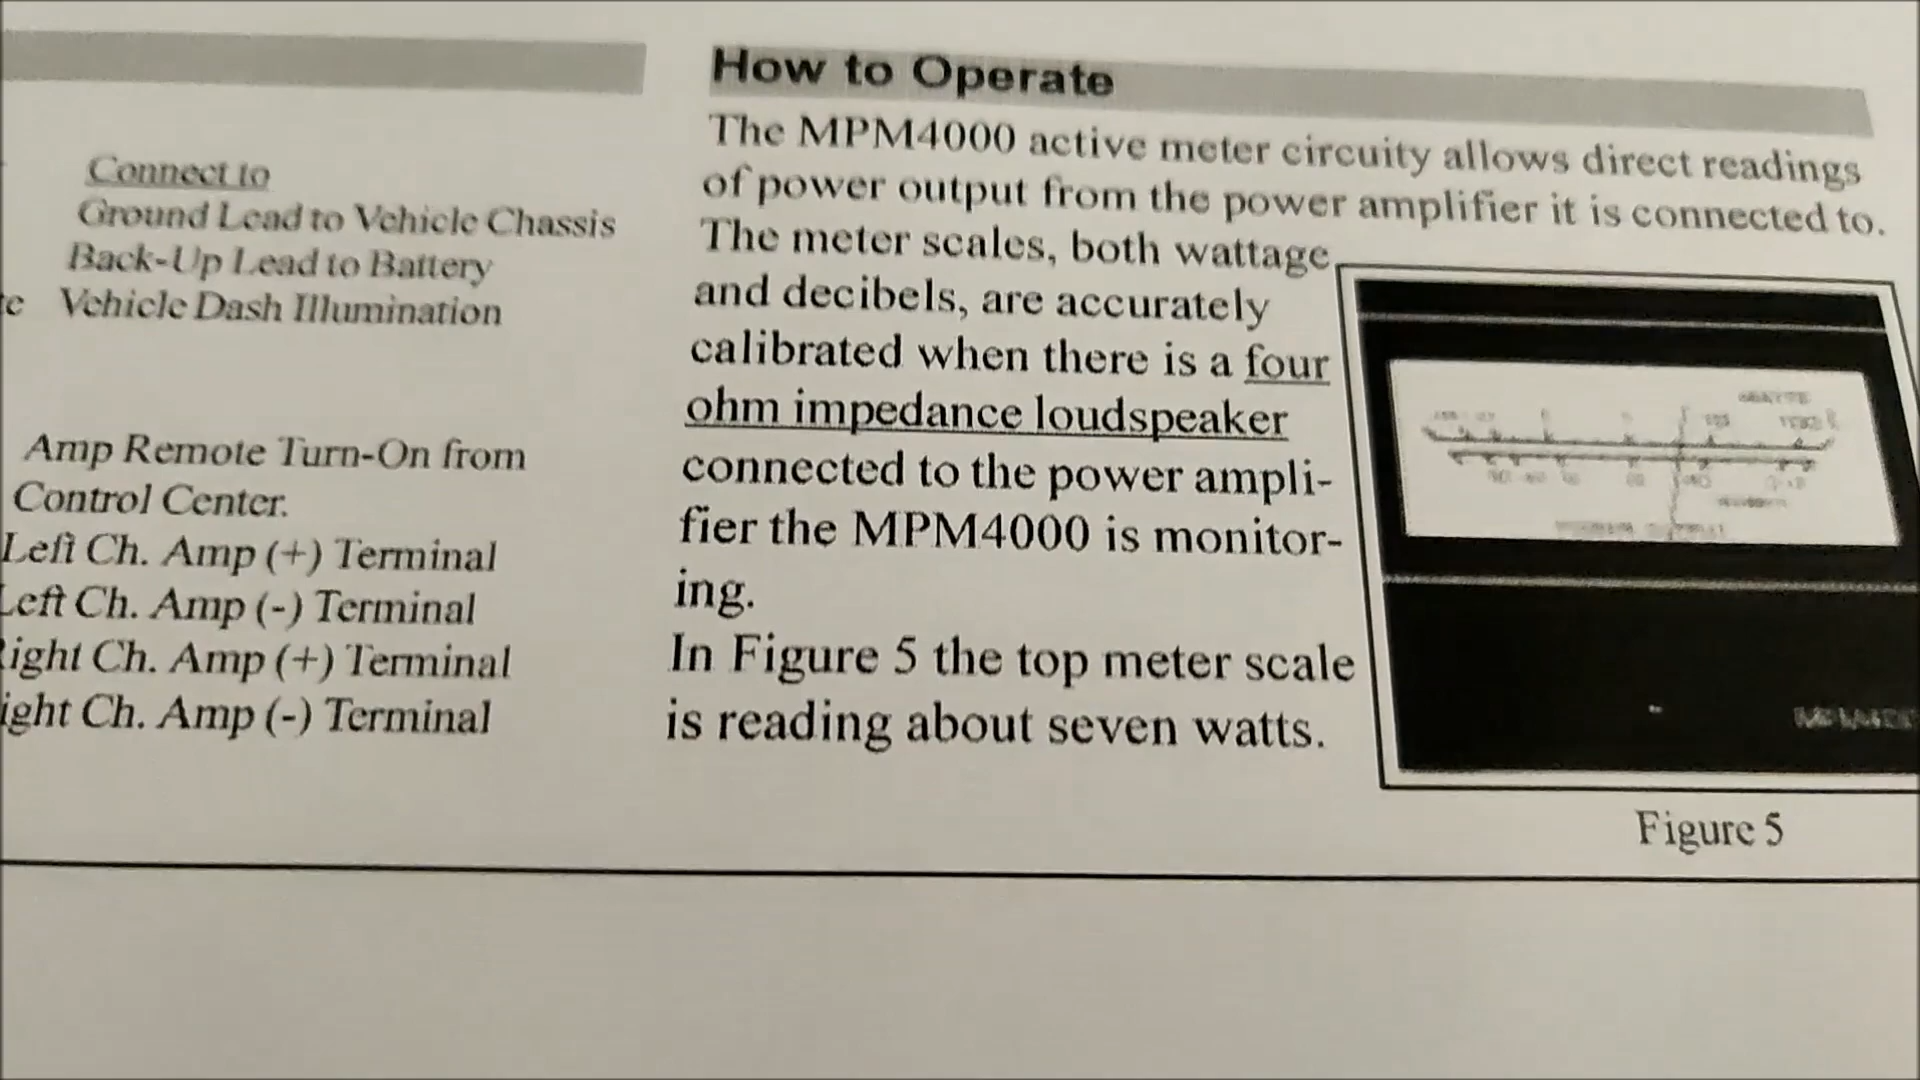 Connect to
Ground Lead to Vehicle Chassis
Back-Up Lead to Battery
Vehicle Dash Illumination
Amp Remote Turn-On from
Control Center.
Left Ch. Amp (+) Terminal
Left Ch. Amp (-) Terminal
ight Ch. Amp (+) Terminal
ight Ch. Amp (-) Terminal
How to Operate
The MPM4000 active meter circuity allows direct readings
of power output from the power amplifier it is connected to.
The meter scales, both wattage
and decibels, are accurately
calibrated when there is a four
ohm impedance loudspeaker
connected to the power ampli-
fier the MPM4000 is monitor-
ing.
In Figure 5 the top meter scale
is reading about seven watts.
Figure 5